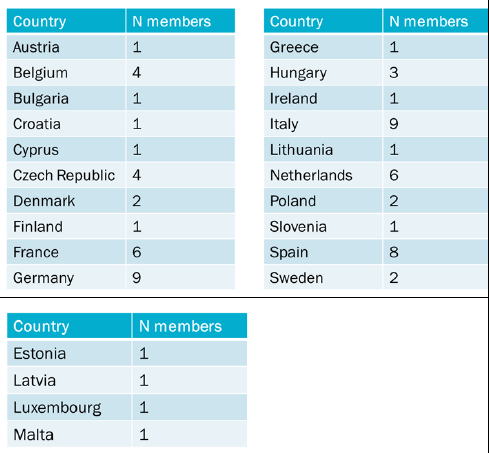 Country N members
Austria 1
Belgium 4
Bulgaria 1
Croatia 1
Cyprus 1
Czech Republic 4
Denmark 2
Finland 1
France 6
Germany 9
Country N members
Greece 1
Hungary 3
Ireland 1
Italy 9
Lithuania 1
Netherlands 6
Poland 2
Slovenia 1
Spain 8
Sweden 2
Country N members
Estonia 1
Latvia 1
Luxembourg 1
Malta 1